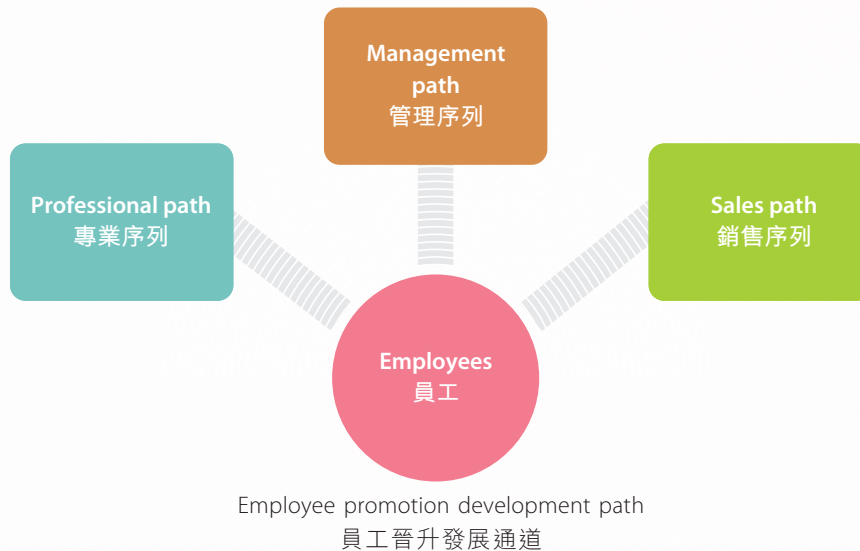 Management
path
管理序列
Professional path
專業序列
Sales path
銷售序列
Employees
員工
Employee promotion development path
員工晉升發展通道